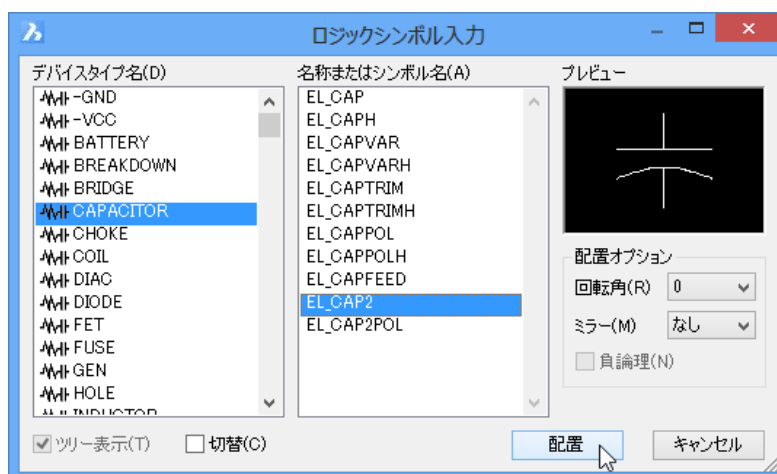 ロジックシンボル入力
デバイスタイプ名(D)
-GND
-VCC
BATTERY
BREAKDOWN
BRIDGE
CAPACITOR
CHOKE
COIL
DIAC
DIODE
FET
FUSE
GEN
HOLE
INDUCTOR
名称またはシンボル名(A)
EL_CAP
EL_CAPH
EL_CAPVAR
EL_CAPVARH
EL_CAPTRIM
EL_CAPTRIMH
EL_CAPPOL
EL_CAPPOLH
EL_CAPFEED
EL_CAP2
EL_CAP2POL
プレビュー
配置オプション
回転角(R) 0
ミラー(M) なし
負論理(N)
ツリー表示(T) 切替(C)
配置 キャンセル